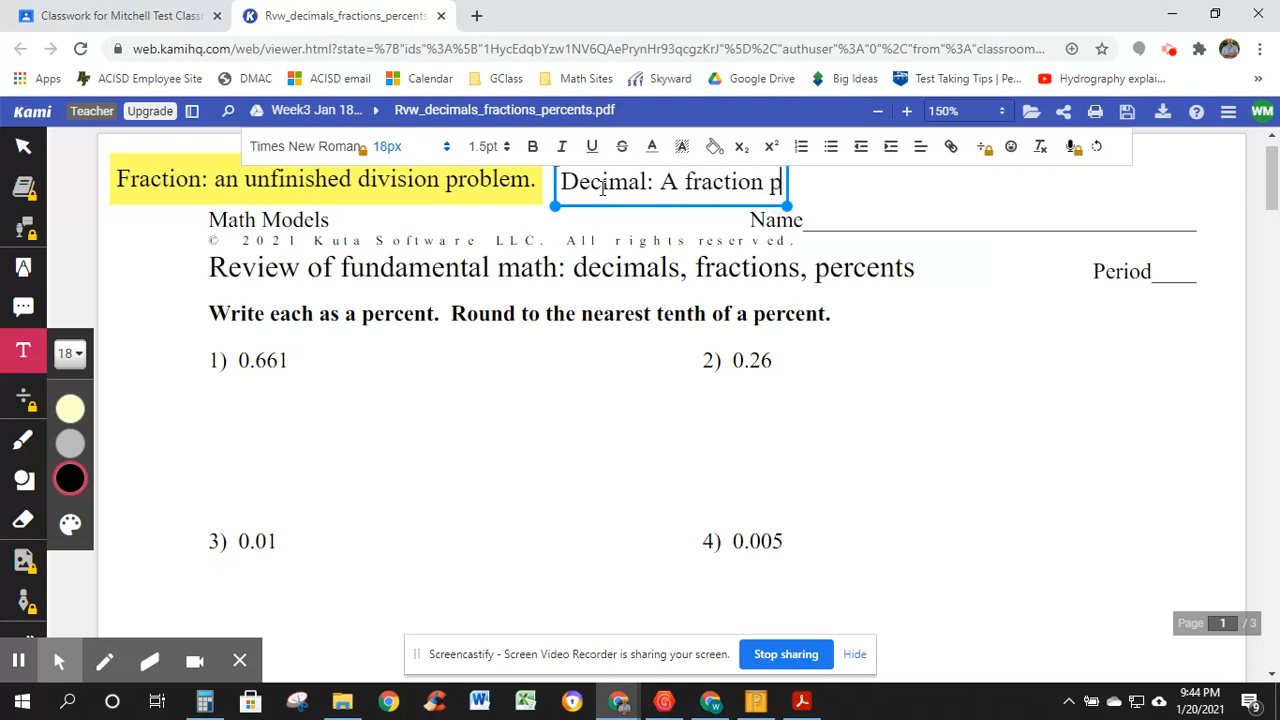 Classwork for Mitchell Test Classr
Rvw_decimals_fractions_percents
web.kamihq.com/web/viewer.html?state=%7B"ids"%3A%5B"1HycEdqbYzw1NV6QAePrynHr93qcgzKrJ"%5D%2C"authuser"%3A"0"%2C"from"%3A"classroom...
Apps ACISD Employee Site DMAC ACISD email Calendar GClass Math Sites Skyward Google Drive Big Ideas Test Taking Tips | Pe... Hydrography explai... »
Kami Teacher Upgrade Week3 Jan 18... Rvw_decimals_fractions_percents.pdf 150% WM
Times New Roman 18px 1.5pt
Fraction: an unfinished division problem. Decimal: A fraction p
Math Models Name
© 2021 Kuta Software LLC. All rights reserved.
Review of fundamental math: decimals, fractions, percents Period
Write each as a percent. Round to the nearest tenth of a percent.
18
1) 0.661 2) 0.26
3) 0.01 4) 0.005
Page 1 / 3
Screencastify - Screen Video Recorder is sharing your screen. Stop sharing Hide
9:44 PM
1/20/2021
9